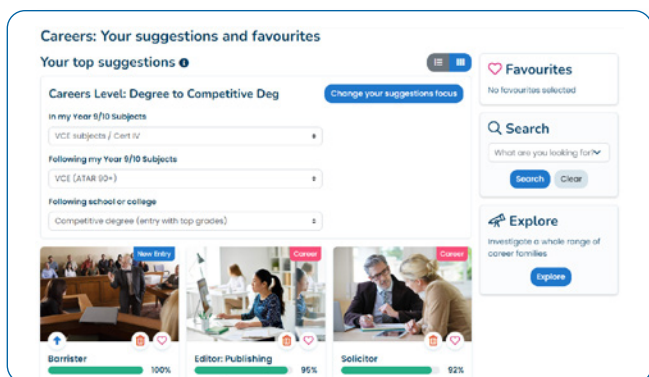 Careers: Your suggestions and favourites
Your top suggestions
Careers Level: Degree to Competitive Deg
Change your suggestions focus
In my Year 9/10 Subjects
VCE subjects / Cert IV
Following my Year 9/10 Subjects
VCE (ATAR 90+)
Following school or college
Competitive degree (entry with top grades)
New Entry
Career
Career
Barrister
100%
Editor: Publishing
95%
Solicitor
92%
Favourites
No favourites selected
Search
What are you looking for?
Search
Clear
Explore
Investigate a whole range of
career families
Explore